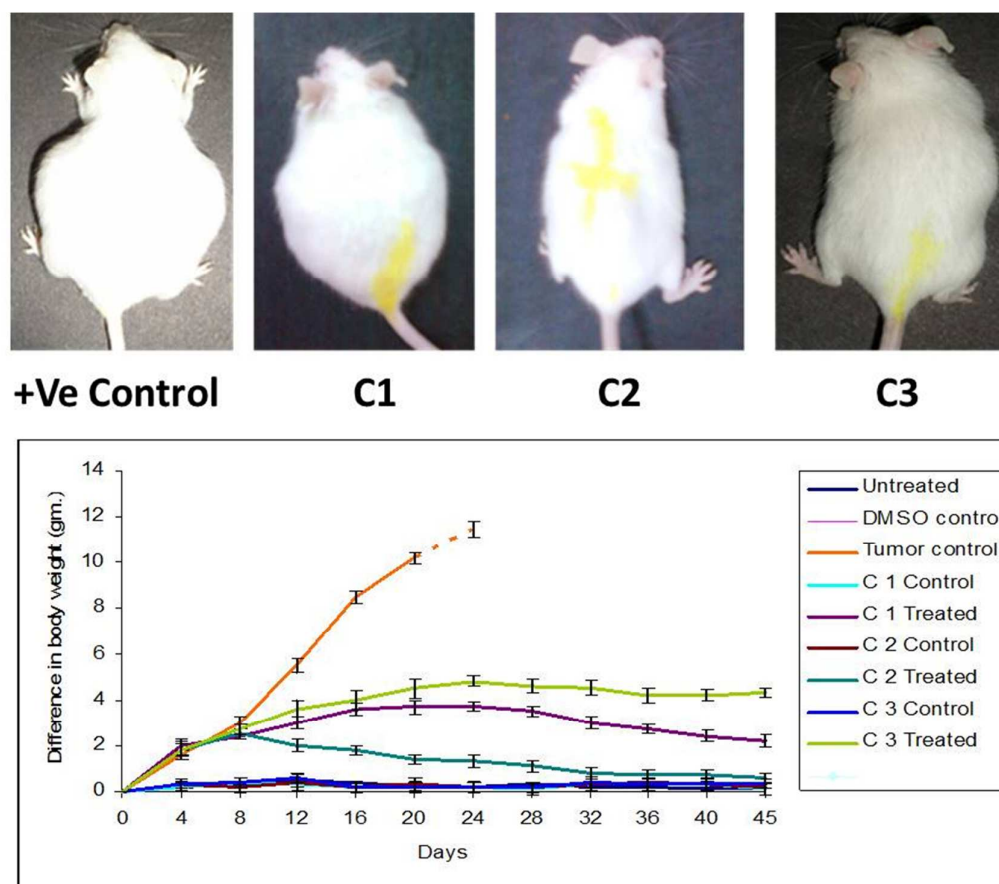 +Ve Control
C1
C2
C3
Difference in body weight (gm.)
14
12
10
8
6
4
2
0
0 4 8 12 16 20 24 28 32 36 40 45
Days
Untreated
DMSO contro
Tumor control
C 1 Control
C 1 Treated
C 2 Control
C 2 Treated
C 3 Control
C 3 Treated